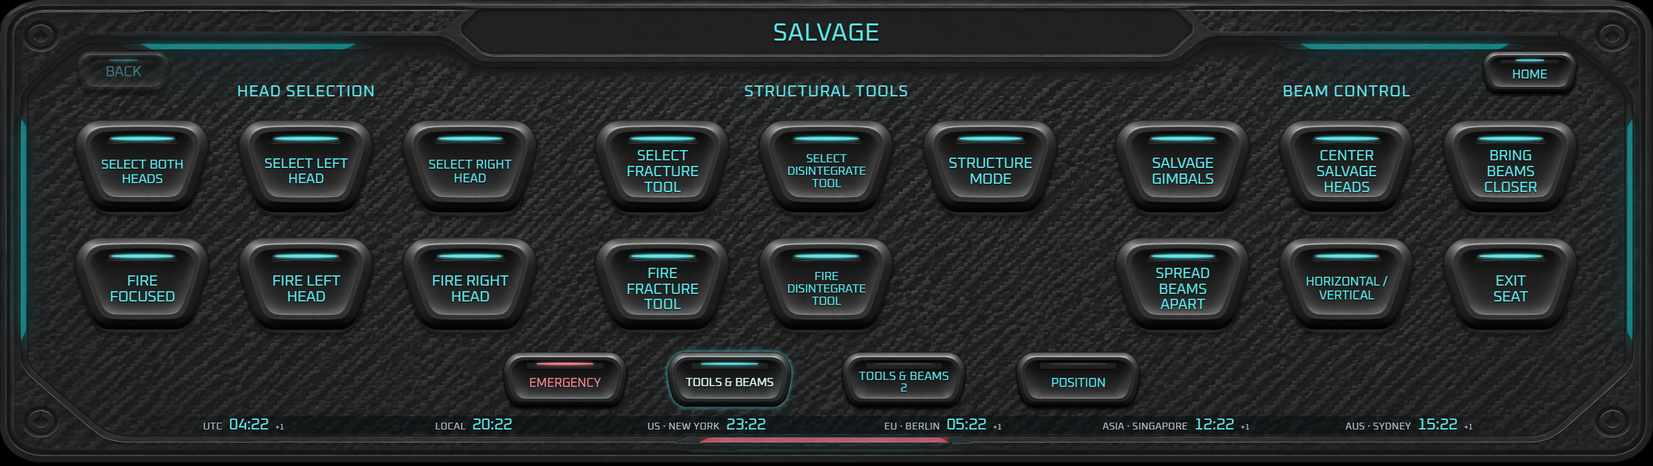 SALVAGE
BACK
HOME
HEAD SELECTION
STRUCTURAL TOOLS
BEAM CONTROL
SELECT BOTH
HEADS
SELECT LEFT
HEAD
SELECT RIGHT
HEAD
SELECT
FRACTURE
TOOL
SELECT
DISINTEGRATE
TOOL
STRUCTURE
MODE
SALVAGE
GIMBALS
CENTER
SALVAGE
HEADS
BRING
BEAMS
CLOSER
FIRE
FOCUSED
FIRE LEFT
HEAD
FIRE RIGHT
HEAD
FIRE
FRACTURE
TOOL
FIRE
DISINTEGRATE
TOOL
SPREAD
BEAMS
APART
HORIZONTAL /
VERTICAL
EXIT
SEAT
EMERGENCY
TOOLS & BEAMS
TOOLS & BEAMS
2
POSITION
UTC 04:22 +1
LOCAL 20:22
US · NEW YORK 23:22
EU · BERLIN 05:22 +1
ASIA · SINGAPORE 12:22 +1
AUS · SYDNEY 15:22 +1